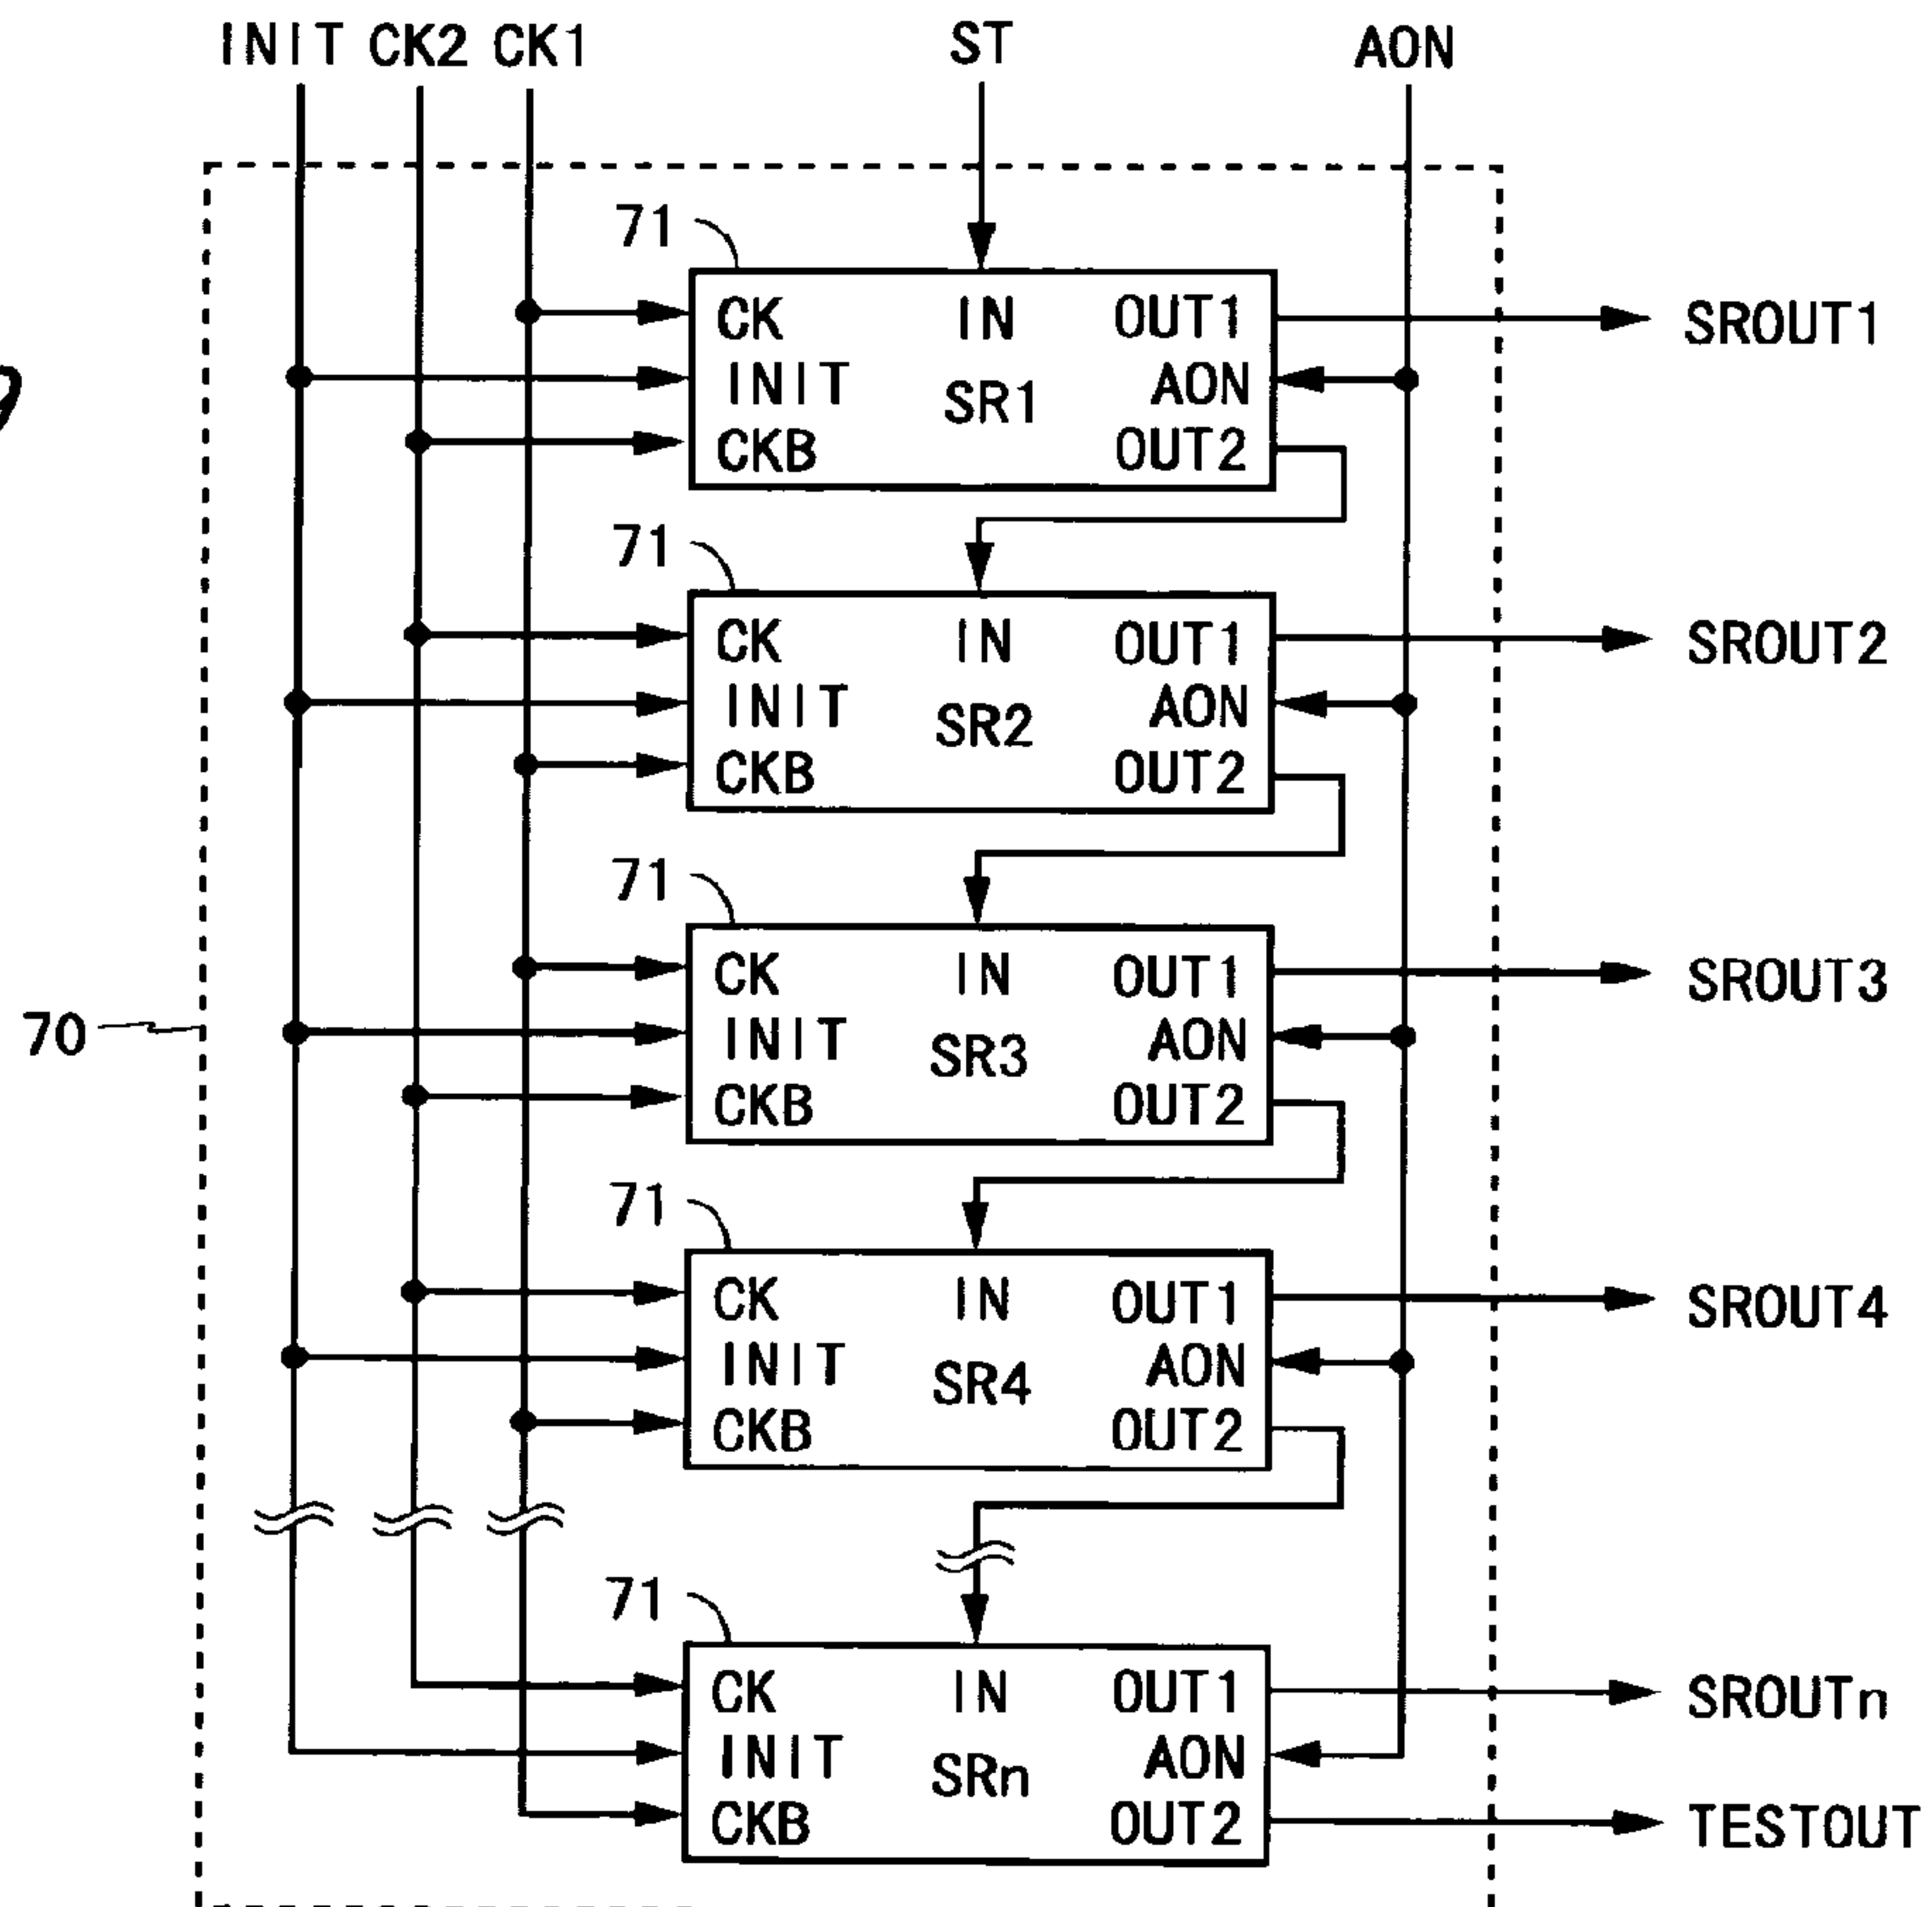 INIT CK2 CK1 ST AON
71
CK IN OUT1 SROUT1
INIT SR1 AON
CKB OUT2
71
CK IN OUT1 SROUT2
INIT SR2 AON
CKB OUT2
71
CK IN OUT1 SROUT3
70 INIT SR3 AON
CKB OUT2
71
CK IN OUT1 SROUT4
INIT SR4 AON
CKB OUT2
71
CK IN OUT1 SROUTn
INIT SRn AON
CKB OUT2 TESTOUT